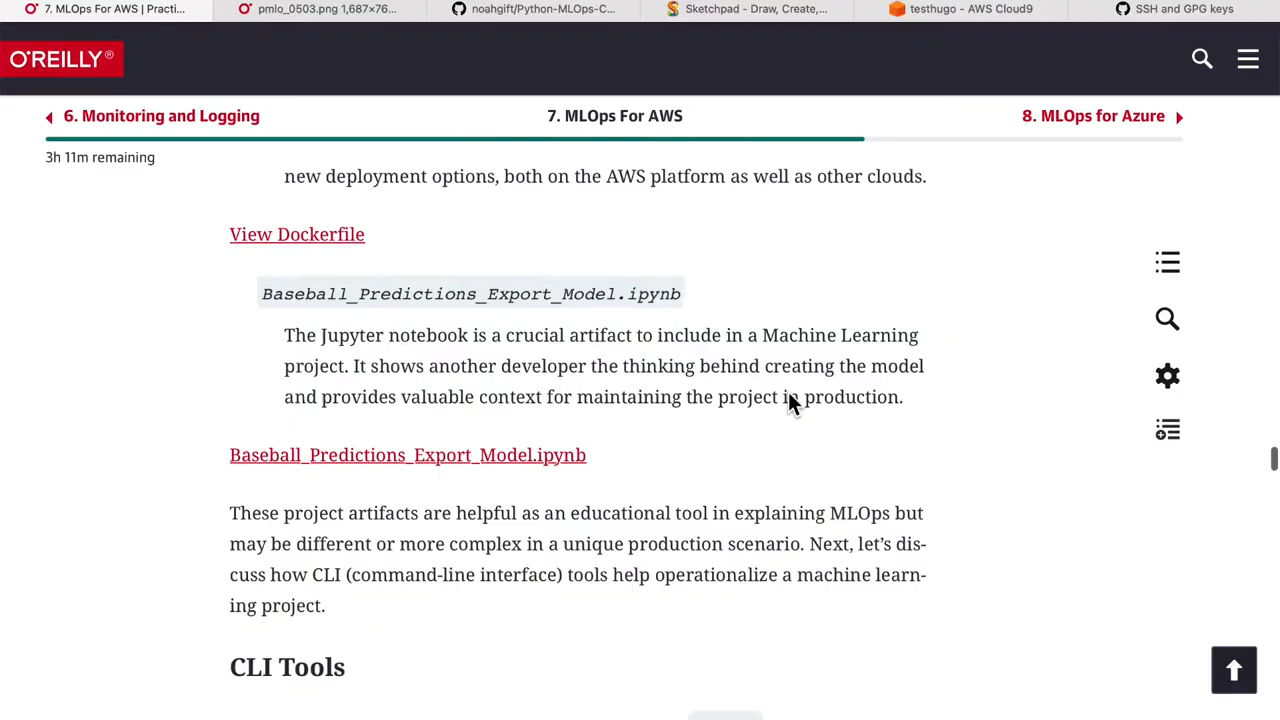 7. MLOps For AWS | Practi...
pmlo_0503.png 1,687×76...
noahgift/Python-MLOps-C...
Sketchpad - Draw, Create,...
testhugo - AWS Cloud9
SSH and GPG keys
O'REILLY®
6. Monitoring and Logging
7. MLOps For AWS
8. MLOps for Azure
3h 11m remaining
new deployment options, both on the AWS platform as well as other clouds.
View Dockerfile
Baseball_Predictions_Export_Model.ipynb
The Jupyter notebook is a crucial artifact to include in a Machine Learning
project. It shows another developer the thinking behind creating the model
and provides valuable context for maintaining the project in production.
Baseball_Predictions_Export_Model.ipynb
These project artifacts are helpful as an educational tool in explaining MLOps but
may be different or more complex in a unique production scenario. Next, let’s dis-
cuss how CLI (command-line interface) tools help operationalize a machine learn-
ing project.
CLI Tools